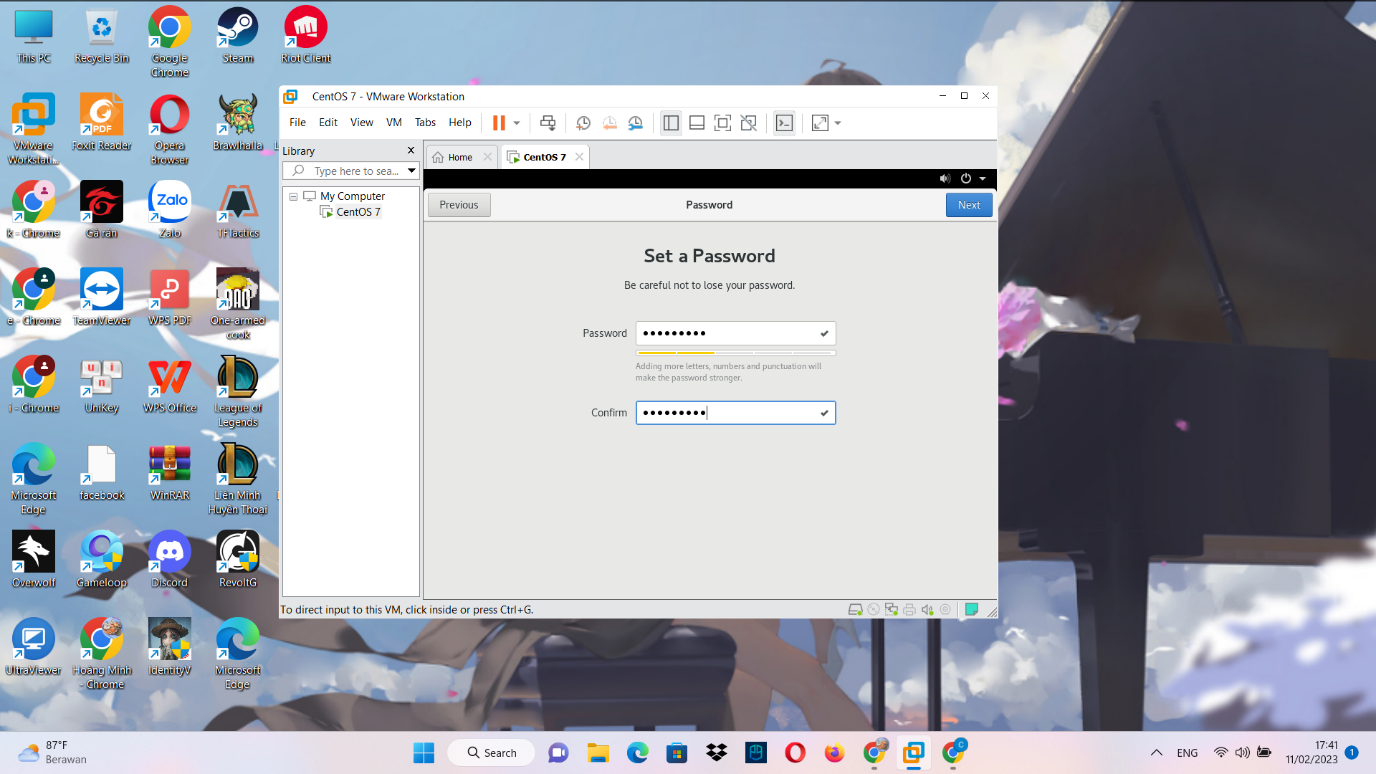 This PC
Recycle Bin
Google
Chrome
Steam
Riot Client
VMware
Workstati...
Foxit Reader
Opera
Browser
Brawlhalla
k - Chrome
Gà rán
Zalo
Zalo
TFTactics
e - Chrome
TeamViewer
WPS PDF
One-armed
cook
i - Chrome
UniKey
WPS Office
League of
Legends
Microsoft
Edge
facebook
WinRAR
Liên Minh
Huyền Thoại
Overwolf
Gameloop
Discord
RevoltG
UltraViewer
Hoàng Minh
- Chrome
IdentityV
Microsoft
Edge
CentOS 7 - VMware Workstation
File Edit View VM Tabs Help
Library
Type here to sea...
My Computer
CentOS 7
Home
CentOS 7
Previous
Password
Next
Set a Password
Be careful not to lose your password.
Password
Adding more letters, numbers and punctuation will
make the password stronger.
Confirm
To direct input to this VM, click inside or press Ctrl+G.
87°F
Berawan
Search
ENG
17:41
11/02/2023
1